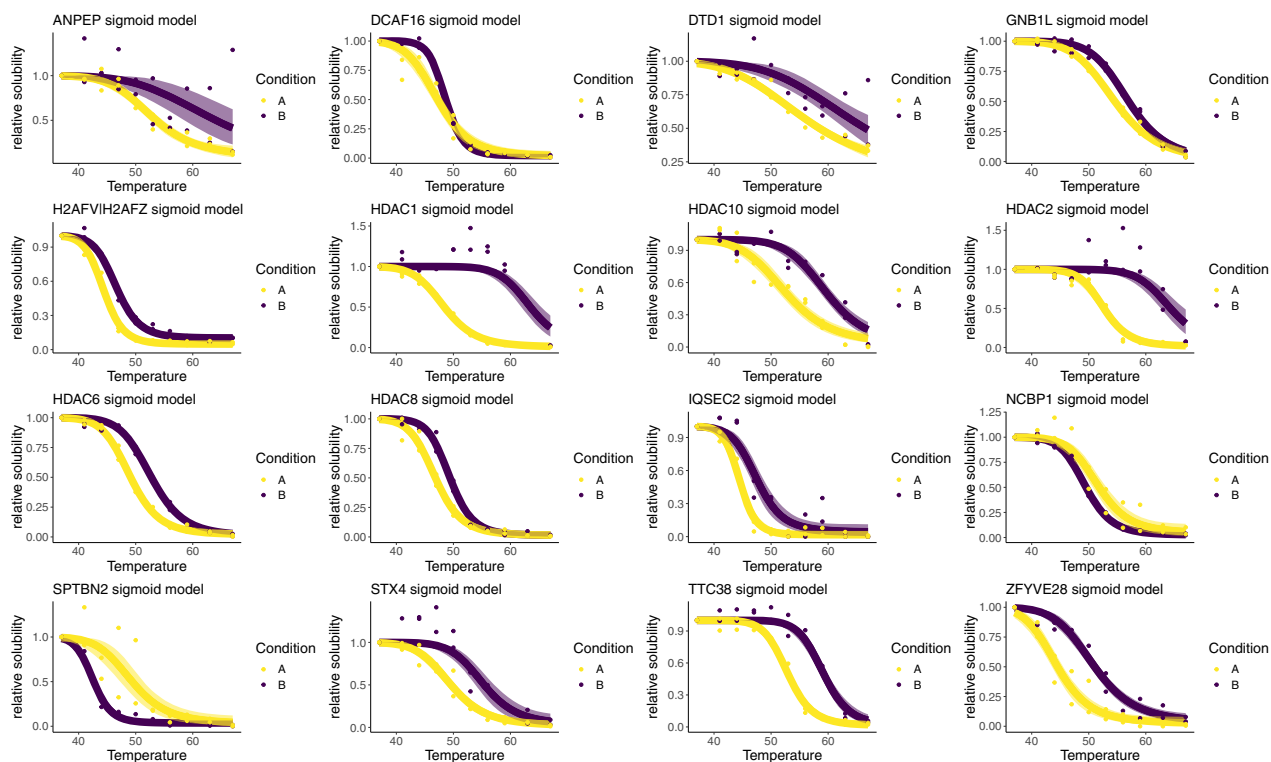 ANPEP sigmoid model
relative solubility
1.0
0.5
40 50 60
Temperature
Condition
A
B
DCAF16 sigmoid model
relative solubility
1.00
0.75
0.50
0.25
0.00
40 50 60
Temperature
Condition
A
B
DTD1 sigmoid model
relative solubility
1.00
0.75
0.50
0.25
40 50 60
Temperature
Condition
A
B
GNB1L sigmoid model
relative solubility
1.00
0.75
0.50
0.25
0.00
40 50 60
Temperature
Condition
A
B
H2AFV|H2AFZ sigmoid model
relative solubility
0.9
0.6
0.3
0.0
40 50 60
Temperature
Condition
A
B
HDAC1 sigmoid model
relative solubility
1.5
1.0
0.5
0.0
40 50 60
Temperature
Condition
A
B
HDAC10 sigmoid model
relative solubility
0.9
0.6
0.3
0.0
40 50 60
Temperature
Condition
A
B
HDAC2 sigmoid model
relative solubility
1.5
1.0
0.5
0.0
40 50 60
Temperature
Condition
A
B
HDAC6 sigmoid model
relative solubility
1.00
0.75
0.50
0.25
0.00
40 50 60
Temperature
Condition
A
B
HDAC8 sigmoid model
relative solubility
1.00
0.75
0.50
0.25
0.00
40 50 60
Temperature
Condition
A
B
IQSEC2 sigmoid model
relative solubility
0.9
0.6
0.3
0.0
40 50 60
Temperature
Condition
A
B
NCBP1 sigmoid model
relative solubility
1.25
1.00
0.75
0.50
0.25
0.00
40 50 60
Temperature
Condition
A
B
SPTBN2 sigmoid model
relative solubility
1.0
0.5
0.0
40 50 60
Temperature
Condition
A
B
STX4 sigmoid model
relative solubility
1.0
0.5
0.0
40 50 60
Temperature
Condition
A
B
TTC38 sigmoid model
relative solubility
0.9
0.6
0.3
0.0
40 50 60
Temperature
Condition
A
B
ZFYVE28 sigmoid model
relative solubility
1.00
0.75
0.50
0.25
0.00
40 50 60
Temperature
Condition
A
B